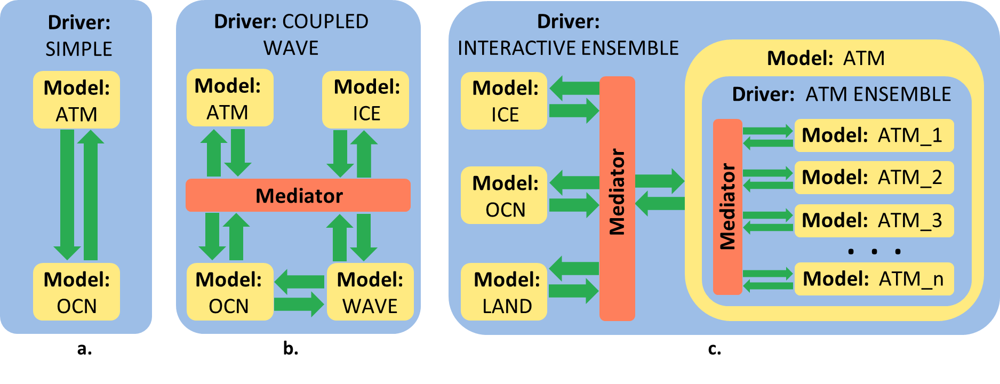 Driver:
SIMPLE
Model:
ATM
Model:
OCN
a.
Driver: COUPLED
WAVE
Model:
ATM
Model:
ICE
Mediator
Model:
OCN
Model:
WAVE
b.
Driver:
INTERACTIVE ENSEMBLE
Model:
ICE
Model:
OCN
Model:
LAND
Mediator
Model: ATM
Driver: ATM ENSEMBLE
Mediator
Model: ATM_1
Model: ATM_2
Model: ATM_3
. . .
Model: ATM_n
c.